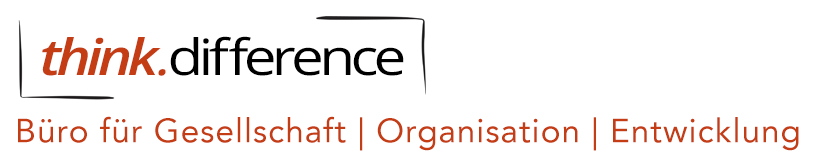 think.difference
Büro für Gesellschaft | Organisation | Entwicklung